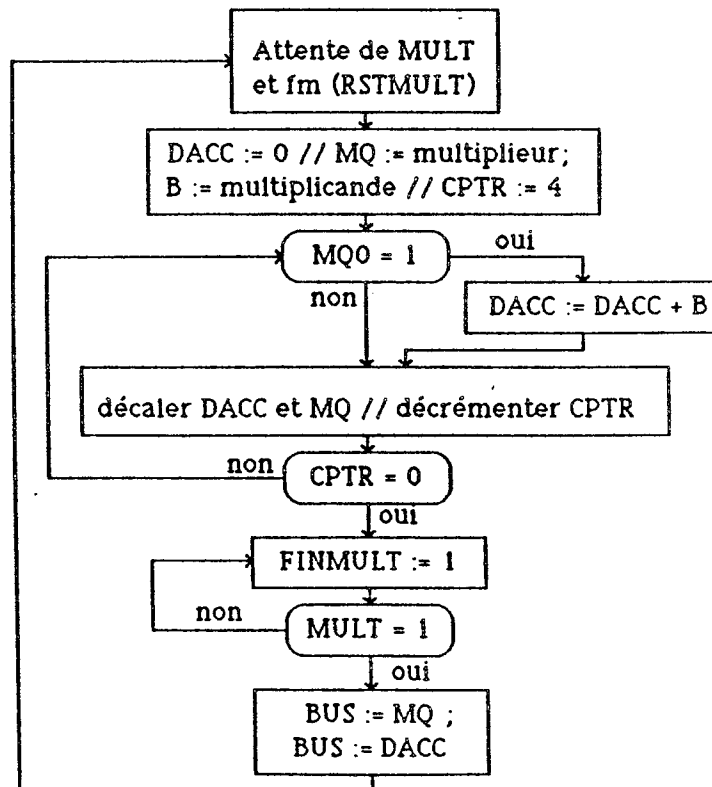 Attente de MULT
et fm (RSTMULT)
DACC := 0 // MQ := multiplieur;
B := multiplicande // CPTR := 4
MQ0 = 1
oui
non
DACC := DACC + B
décaler DACC et MQ // décrémenter CPTR
non
CPTR = 0
oui
FINMULT := 1
non
MULT = 1
oui
BUS := MQ ;
BUS := DACC